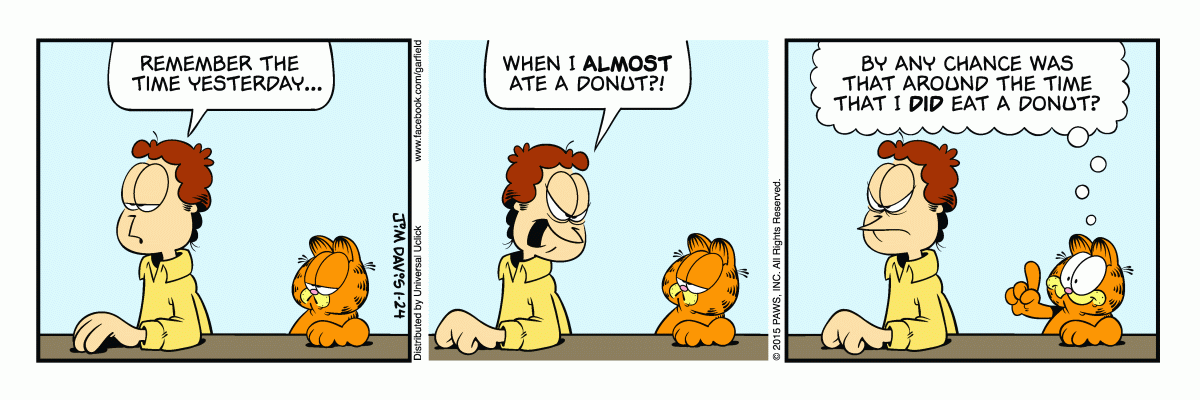 REMEMBER THE
TIME YESTERDAY...
JIM DAVIS 1-24
www.facebook.com/garfield
Distributed by Universal Uclick
WHEN I ALMOST
ATE A DONUT?!
© 2015 PAWS, INC. All Rights Reserved.
BY ANY CHANCE WAS
THAT AROUND THE TIME
THAT I DID EAT A DONUT?